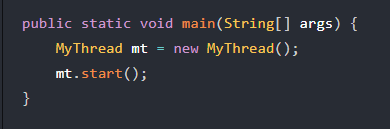 public static void main(String[] args) {
    MyThread mt = new MyThread();
    mt.start();
}